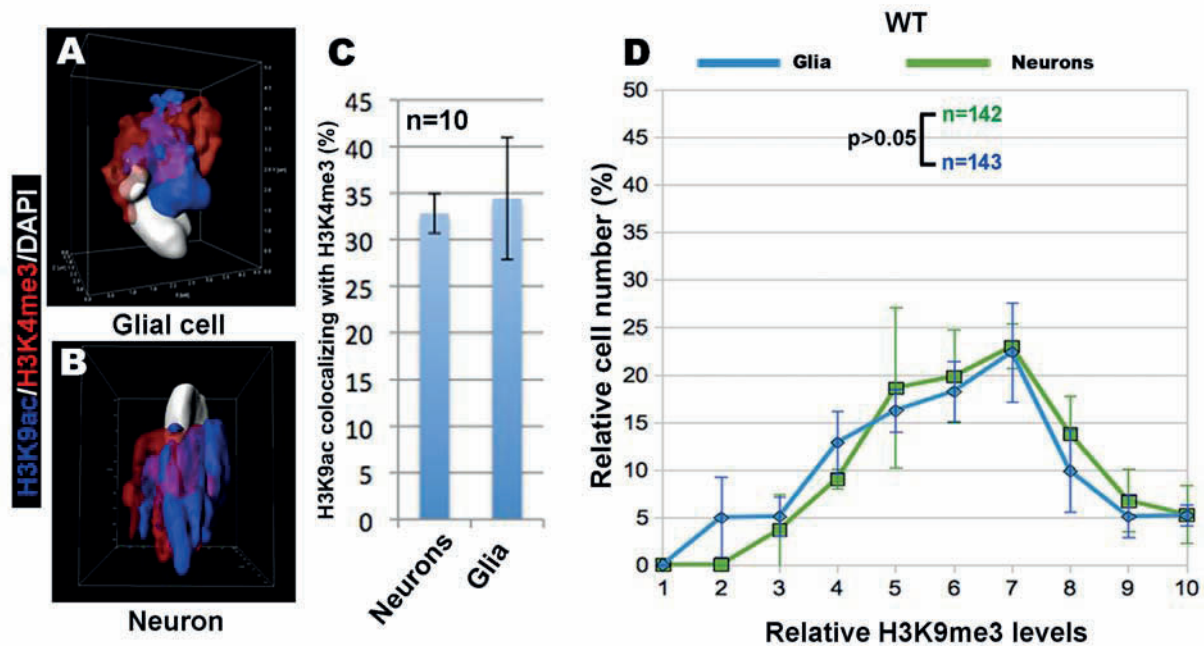 A
B
H3K9ac/H3K4me3/DAPI
Glial cell
Neuron
C
n=10
H3K9ac colocalizing with H3K4me3 (%)
45
40
35
30
25
20
15
10
5
0
Neurons
Glia
D
WT
Glia
Neurons
n=142
p>0.05
n=143
Relative cell number (%)
50
45
40
35
30
25
20
15
10
5
0
1 2 3 4 5 6 7 8 9 10
Relative H3K9me3 levels